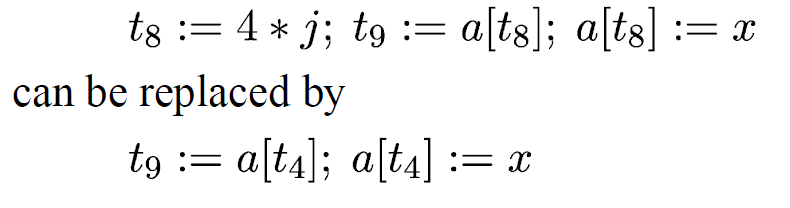 t₈ := 4 * j; t₉ := a[t₈]; a[t₈] := x
can be replaced by
t₉ := a[t₄]; a[t₄] := x